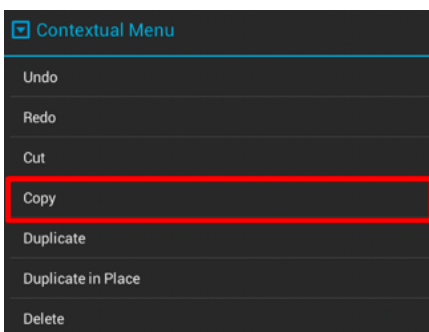 Contextual Menu
Undo
Redo
Cut
Copy
Duplicate
Duplicate in Place
Delete